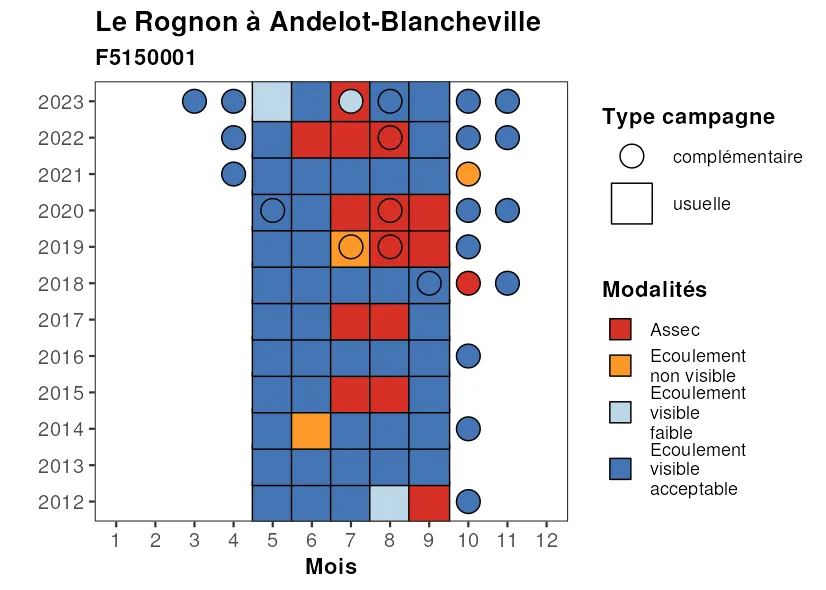 Le Rognon à Andelot-Blancheville
F5150001
2023
2022
2021
2020
2019
2018
2017
2016
2015
2014
2013
2012
1 2 3 4 5 6 7 8 9 10 11 12
Mois
Type campagne
complémentaire
usuelle
Modalités
Assec
Ecoulement
non visible
Ecoulement
visible
faible
Ecoulement
visible
acceptable